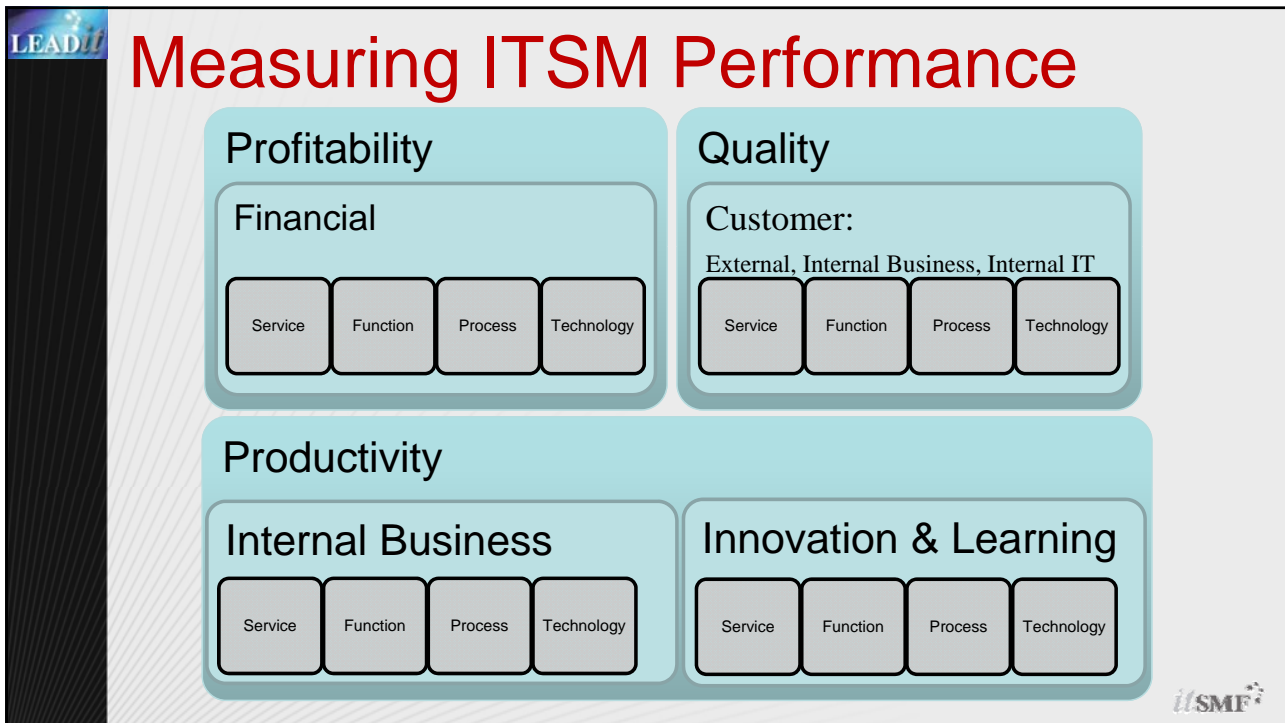 LEADit
Measuring ITSM Performance
Profitability
Financial
Service Function Process Technology
Quality
Customer:
External, Internal Business, Internal IT
Service Function Process Technology
Productivity
Internal Business
Service Function Process Technology
Innovation & Learning
Service Function Process Technology
itSMF